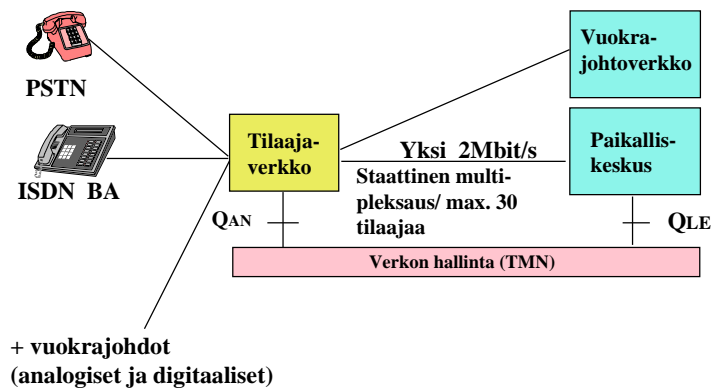 PSTN
ISDN BA
Tilaaja-
verkko
Vuokra-
johtoverkko
Yksi 2Mbit/s
Staattinen multi-
pleksaus/ max. 30
tilaajaa
Paikallis-
keskus
QAN
QLE
Verkon hallinta (TMN)
+ vuokrajohdot
(analogiset ja digitaaliset)